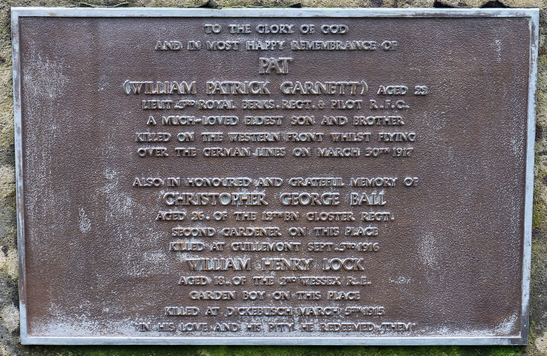 TO THE GLORY OF GOD
AND IN MOST HAPPY REMEMBRANCE OF
PAT
(WILLIAM PATRICK GARNETT) AGED 23
LIEUT 4TH ROYAL BERKS. REGT. & PILOT R.F.C.
A MUCH-LOVED ELDEST SON AND BROTHER
KILLED ON THE WESTERN FRONT WHILST FLYING
OVER THE GERMAN LINES ON MARCH 30TH 1917
ALSO IN HONOURED AND GRATEFUL MEMORY OF
CHRISTOPHER GEORGE BALL
AGED 26. OF THE BN GLOSTER REGT.
SECOND GARDENER ON THIS PLACE
KILLED AT GUILLEMONT SEPT 1916
WILLIAM HENRY LOCK
AGED 18. OF THE 2ND WESSEX R.E.
GARDEN BOY ON THIS PLACE
KILLED AT DICKEBUSCH MARCH 1915
"IN HIS LOVE AND HIS PITY HE REDEEMED THEM"